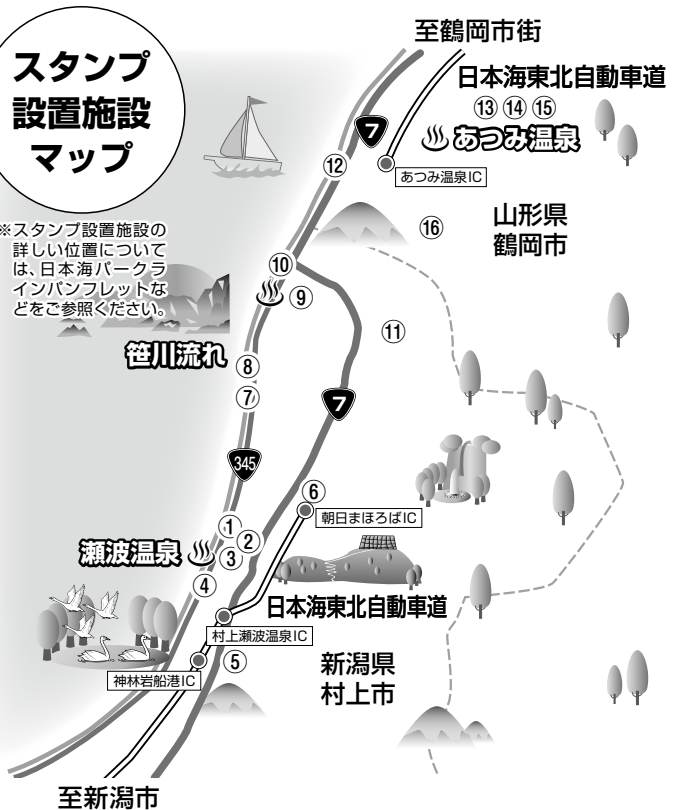 スタンプ
設置施設
マップ
※スタンプ設置施設の
詳しい位置について
は、日本海パークラ
インパンフレットな
どをご参照ください。
至鶴岡市街
日本海東北自動車道
⑬ ⑭ ⑮
7
あつみ温泉
⑫
あつみ温泉IC
山形県
鶴岡市
⑯
⑩
⑨
⑪
笹川流れ
⑧
⑦
7
345
⑥
朝日まほろばIC
①
②
瀬波温泉
③
④
日本海東北自動車道
村上瀬波温泉IC
⑤
新潟県
村上市
神林岩船港IC
至新潟市